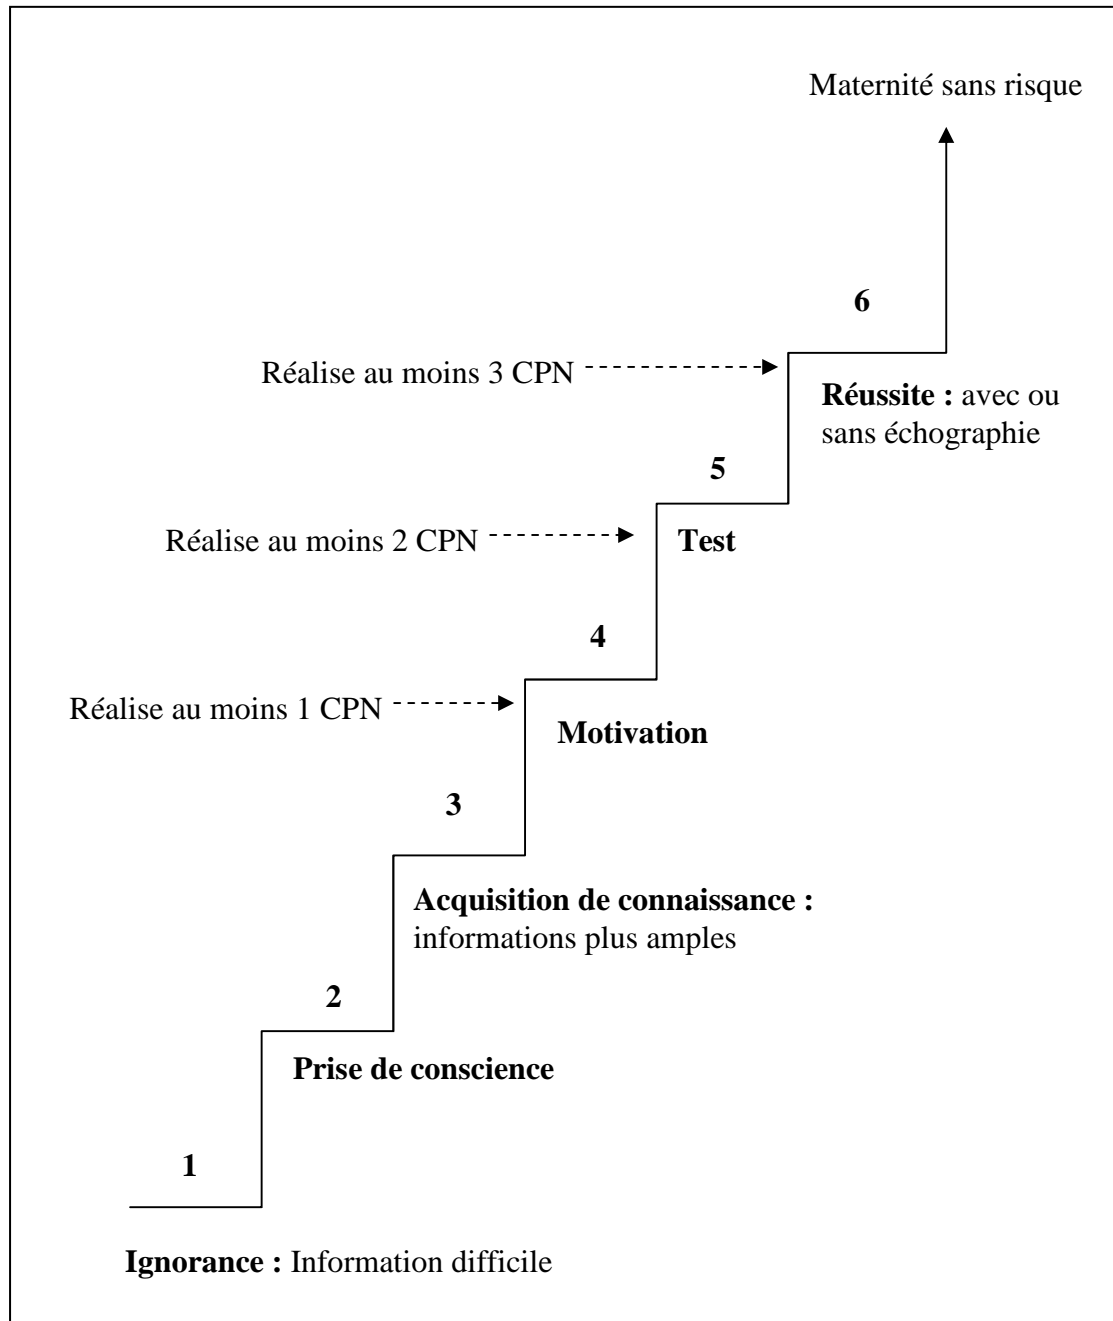 Maternité sans risque
6
Réalise au moins 3 CPN
Réussite : avec ou
sans échographie
5
Réalise au moins 2 CPN
Test
4
Réalise au moins 1 CPN
Motivation
3
Acquisition de connaissance :
informations plus amples
2
Prise de conscience
1
Ignorance : Information difficile